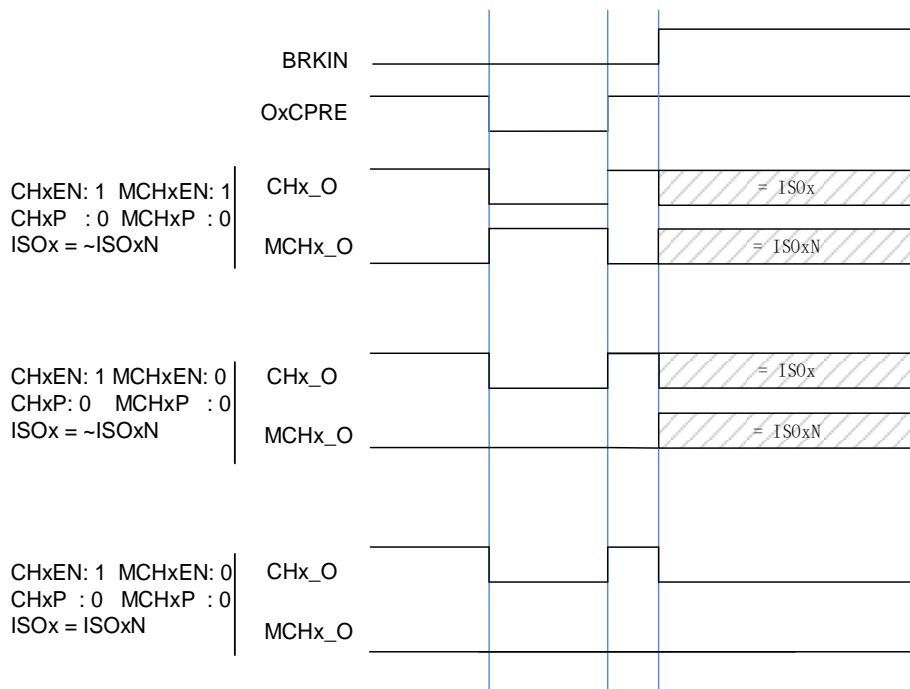 BRKIN
OxCPRE
CHxEN: 1 MCHxEN: 1
CHxP : 0 MCHxP : 0
ISOx = ~ISOxN
CHx_O
= ISOx
MCHx_O
= ISOxN
CHxEN: 1 MCHxEN: 0
CHxP: 0 MCHxP : 0
ISOx = ~ISOxN
CHx_O
= ISOx
MCHx_O
= ISOxN
CHxEN: 1 MCHxEN: 0
CHxP : 0 MCHxP : 0
ISOx = ISOxN
CHx_O
MCHx_O